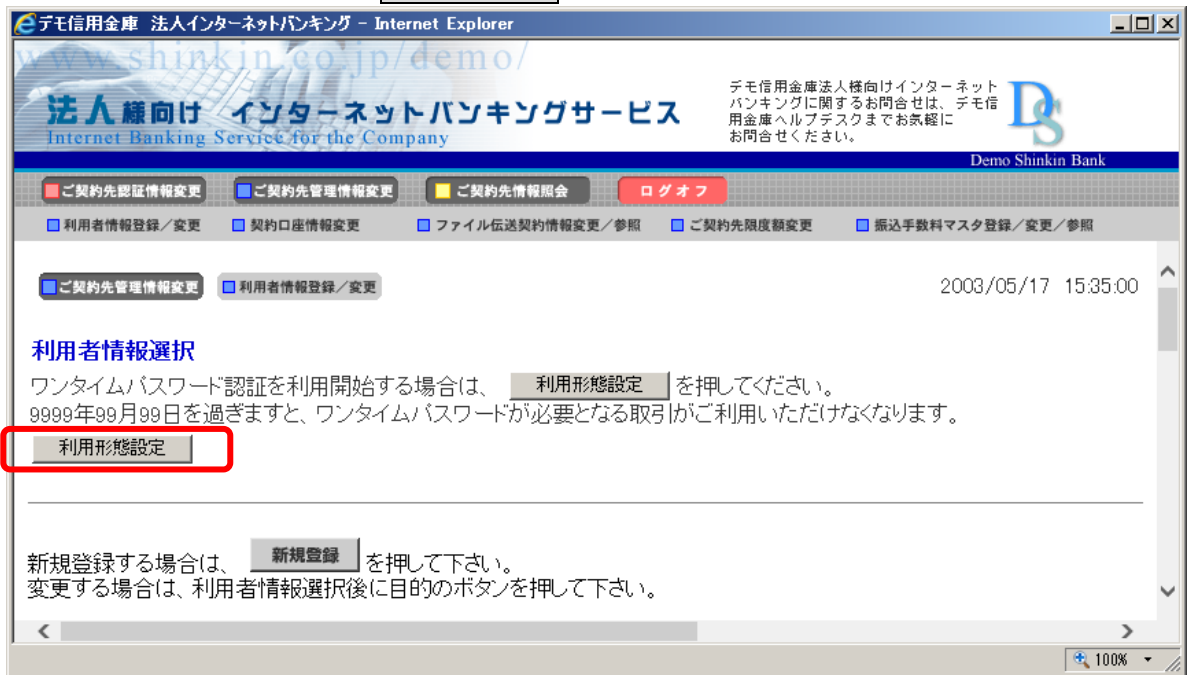 デモ信用金庫 法人インターネットバンキング - Internet Explorer
www.shinkin.co.jp/demo/
法人様向け インターネットバンキングサービス
Internet Banking Service for the Company
デモ信用金庫法人様向けインターネット
バンキングに関するお問合せは、デモ信
用金庫ヘルプデスクまでお気軽に
お問合せください。
DS
Demo Shinkin Bank
ご契約先認証情報変更 ご契約先管理情報変更 ご契約先情報照会 ログオフ
利用者情報登録／変更 契約口座情報変更 ファイル伝送契約情報変更／参照 ご契約先限度額変更 振込手数料マスタ登録／変更／参照
ご契約先管理情報変更 利用者情報登録／変更 2003/05/17 15:35:00
利用者情報選択
ワンタイムパスワード認証を利用開始する場合は、 利用形態設定 を押してください。
9999年99月99日を過ぎますと、ワンタイムパスワードが必要となる取引がご利用いただけなくなります。
利用形態設定
新規登録する場合は、 新規登録 を押して下さい。
変更する場合は、利用者情報選択後に目的のボタンを押して下さい。
100%